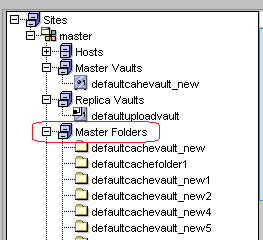 Sites
master
Hosts
Master Vaults
defaultcahevault_new
Replica Vaults
defaultuploadvault
Master Folders
defaultcachevault_new
defaultcachefolder1
defaultcachevault_new1
defaultcachevault_new2
defaultcachevault_new4
defaultcachevault_new5